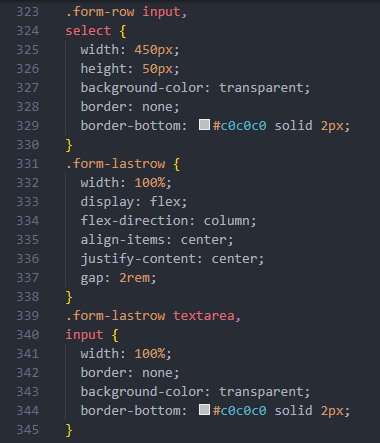 323 .form-row input,
324 select {
325 width: 450px;
326 height: 50px;
327 background-color: transparent;
328 border: none;
329 border-bottom: #c0c0c0 solid 2px;
330 }
331 .form-lastrow {
332 width: 100%;
333 display: flex;
334 flex-direction: column;
335 align-items: center;
336 justify-content: center;
337 gap: 2rem;
338 }
339 .form-lastrow textarea,
340 input {
341 width: 100%;
342 border: none;
343 background-color: transparent;
344 border-bottom: #c0c0c0 solid 2px;
345 }